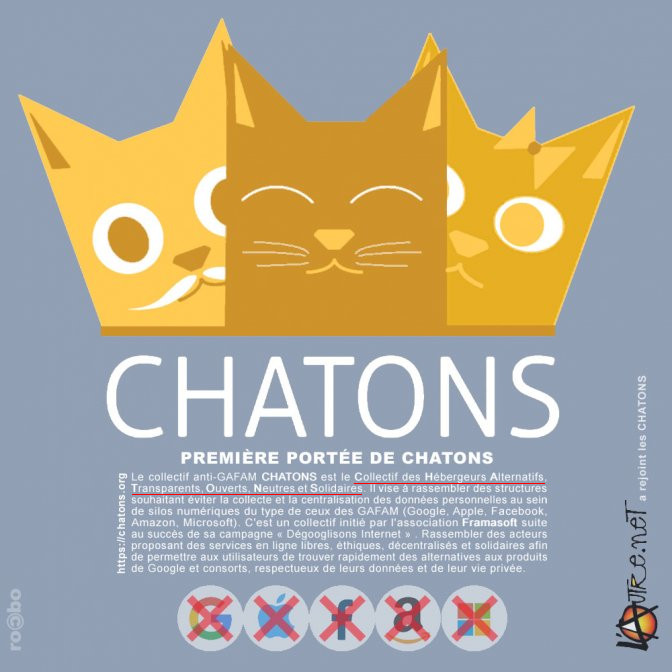 CHATONS
PREMIÈRE PORTÉE DE CHATONS
https://chatons.org
Le collectif anti-GAFAM CHATONS est le Collectif des Hébergeurs Alternatifs,
Transparents, Ouverts, Neutres et Solidaires. Il vise à rassembler des structures
souhaitant éviter la collecte et la centralisation des données personnelles au sein
de silos numériques du type de ceux des GAFAM (Google, Apple, Facebook,
Amazon, Microsoft). C'est un collectif initié par l'association Framasoft suite
au succès de sa campagne « Dégooglisons Internet » . Rassembler des acteurs
proposant des services en ligne libres, éthiques, décentralisés et solidaires afin
de permettre aux utilisateurs de trouver rapidement des alternatives aux produits
de Google et consorts, respectueux de leurs données et de leur vie privée.
L'Autre.neT
a rejoint les CHATONS
G f a